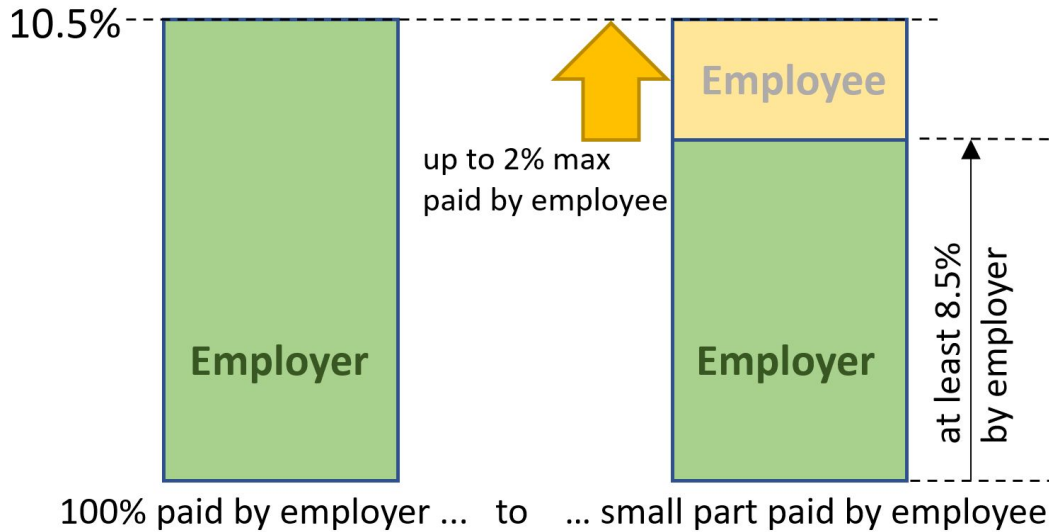 10.5%
Employee
up to 2% max
paid by employee
at least 8.5%
by employer
Employer
Employer
100% paid by employer ... to ... small part paid by employee